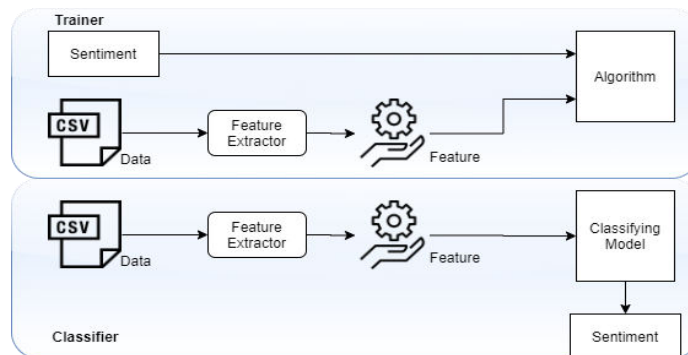 Trainer
Sentiment
Algorithm
CSV
Data
Feature
Extractor
Feature
CSV
Data
Feature
Extractor
Feature
Classifying
Model
Classifier
Sentiment